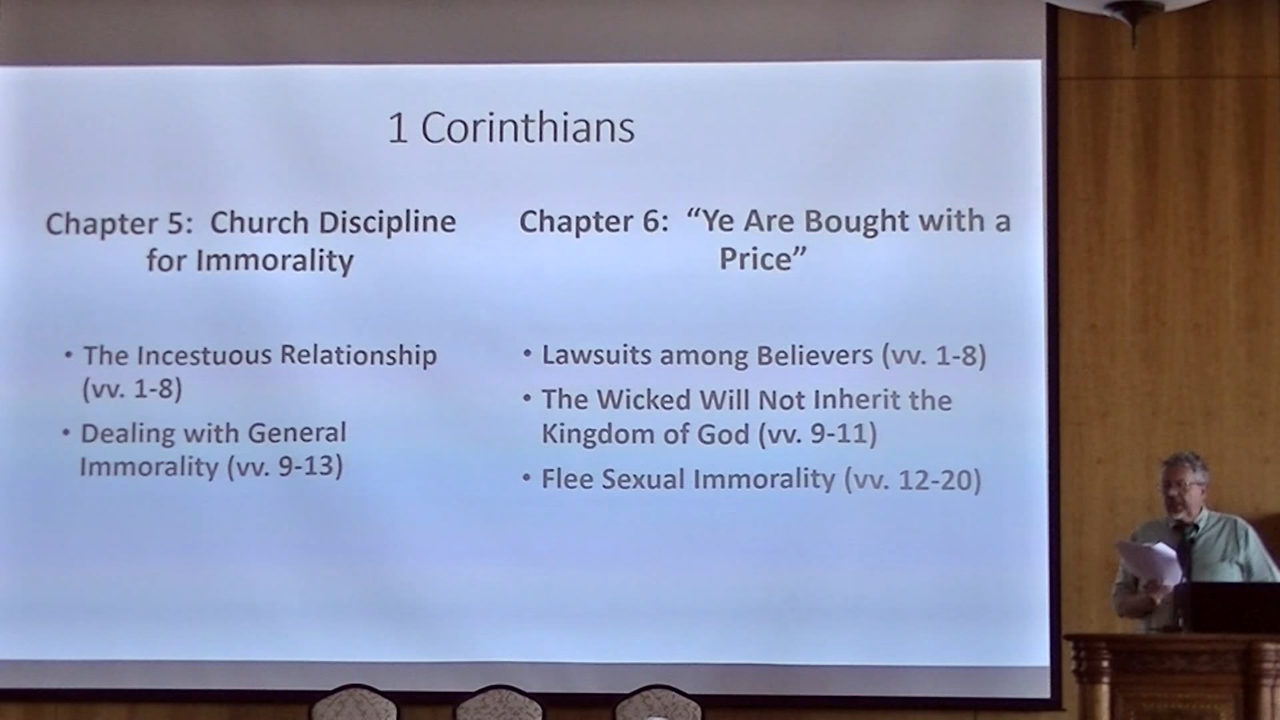 1 Corinthians
Chapter 5:  Church Discipline
for Immorality
• The Incestuous Relationship
(vv. 1-8)
• Dealing with General
Immorality (vv. 9-13)
Chapter 6:  “Ye Are Bought with a
Price”
• Lawsuits among Believers (vv. 1-8)
• The Wicked Will Not Inherit the
Kingdom of God (vv. 9-11)
• Flee Sexual Immorality (vv. 12-20)